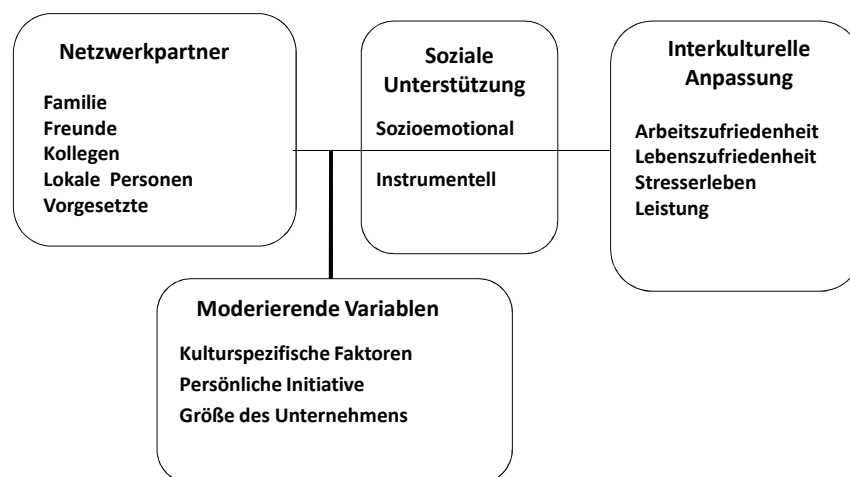 Netzwerkpartner
Familie
Freunde
Kollegen
Lokale Personen
Vorgesetzte
Soziale
Unterstützung
Sozioemotional
Instrumentell
Interkulturelle
Anpassung
Arbeitszufriedenheit
Lebenszufriedenheit
Stresserleben
Leistung
Moderierende Variablen
Kulturspezifische Faktoren
Persönliche Initiative
Größe des Unternehmens